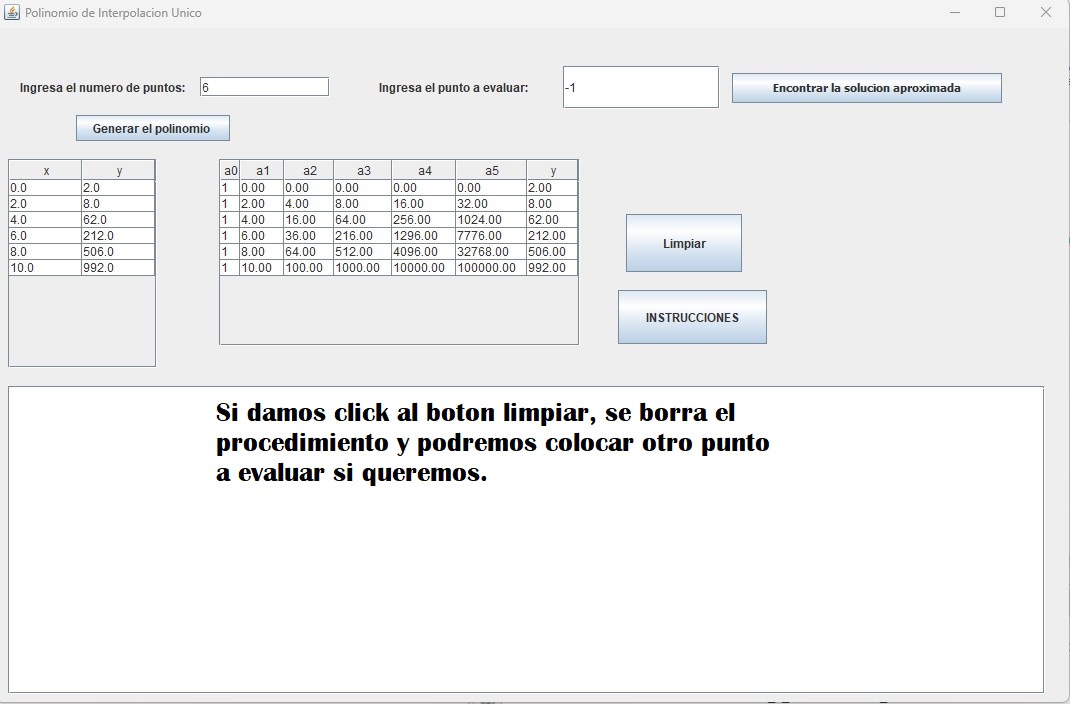 Polinomio de Interpolacion Unico
Ingresa el numero de puntos: 6 Ingresa el punto a evaluar: -1 Encontrar la solucion aproximada
Generar el polinomio
x y
0.0 2.0
2.0 8.0
4.0 62.0
6.0 212.0
8.0 506.0
10.0 992.0
a0 a1 a2 a3 a4 a5 y
1 0.00 0.00 0.00 0.00 0.00 2.00
1 2.00 4.00 8.00 16.00 32.00 8.00
1 4.00 16.00 64.00 256.00 1024.00 62.00
1 6.00 36.00 216.00 1296.00 7776.00 212.00
1 8.00 64.00 512.00 4096.00 32768.00 506.00
1 10.00 100.00 1000.00 10000.00 100000.00 992.00
Limpiar
INSTRUCCIONES
Si damos click al boton limpiar, se borra el
procedimiento y podremos colocar otro punto
a evaluar si queremos.